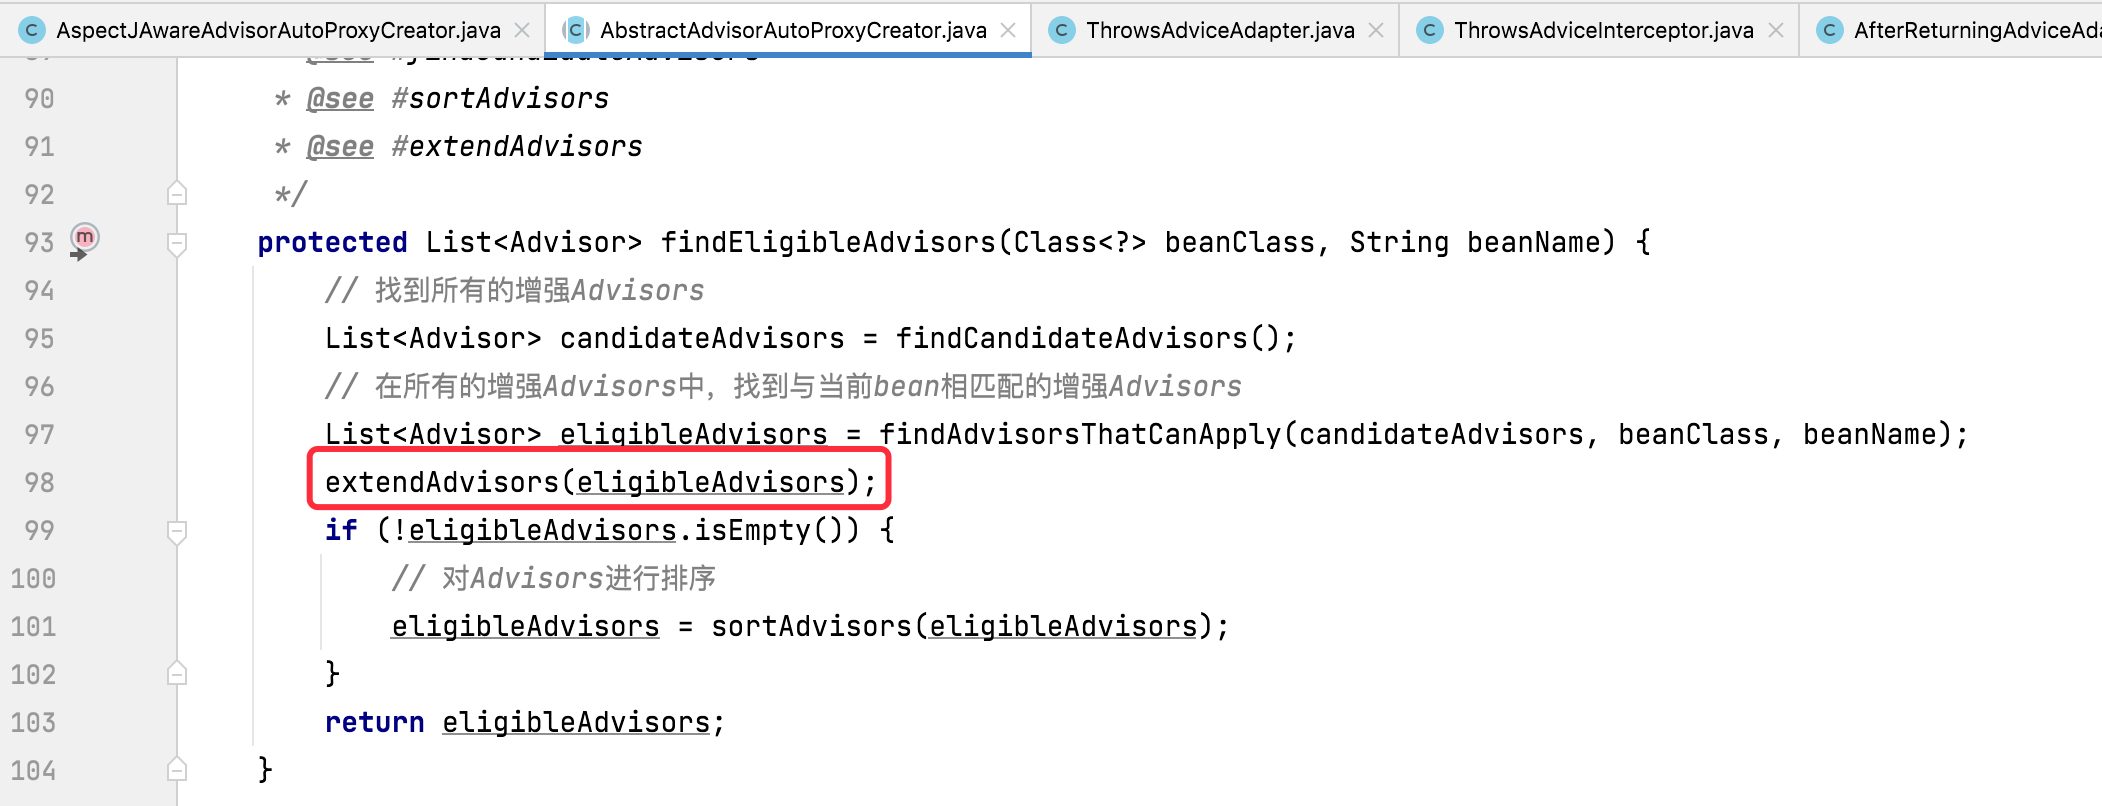 AspectJAwareAdvisorAutoProxyCreator.java AbstractAdvisorAutoProxyCreator.java ThrowsAdviceAdapter.java ThrowsAdviceInterceptor.java
90 * @see #sortAdvisors
91 * @see #extendAdvisors
92 */
93 protected List<Advisor> findEligibleAdvisors(Class<?> beanClass, String beanName) {
94 // 找到所有的增强Advisors
95 List<Advisor> candidateAdvisors = findCandidateAdvisors();
96 // 在所有的增强Advisors中，找到与当前bean相匹配的增强Advisors
97 List<Advisor> eligibleAdvisors = findAdvisorsThatCanApply(candidateAdvisors, beanClass, beanName);
98 extendAdvisors(eligibleAdvisors);
99 if (!eligibleAdvisors.isEmpty()) {
100 // 对Advisors进行排序
101 eligibleAdvisors = sortAdvisors(eligibleAdvisors);
102 }
103 return eligibleAdvisors;
104 }